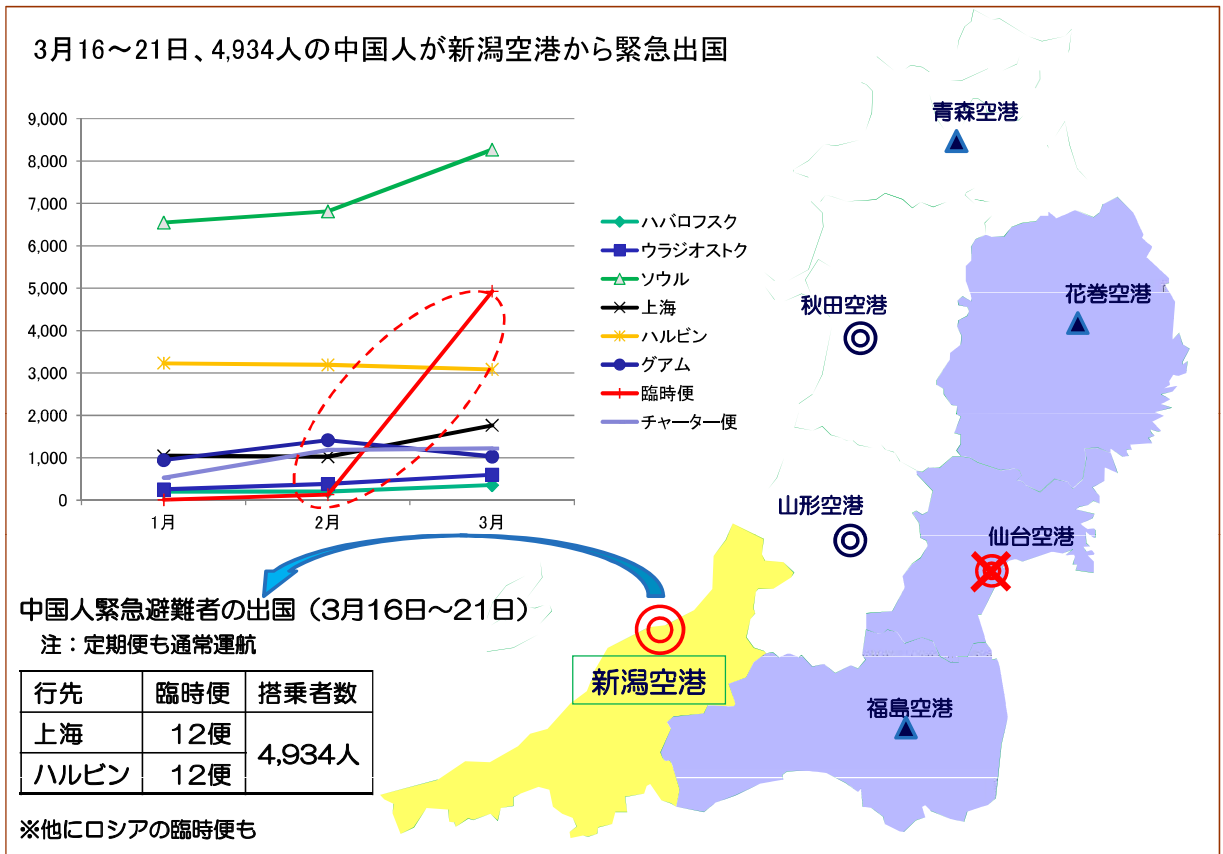 3月16～21日、4,934人の中国人が新潟空港から緊急出国
9,000
8,000
7,000
6,000
5,000
4,000
3,000
2,000
1,000
0
1月
2月
3月
ハバロフスク
ウラジオストク
ソウル
上海
ハルビン
グアム
臨時便
チャーター便
青森空港
花巻空港
秋田空港
山形空港
仙台空港
新潟空港
福島空港
中国人緊急避難者の出国（3月16日～21日）
注：定期便も通常運航
行先 臨時便 搭乗者数
上海 12便 4,934人
ハルビン 12便
※他にロシアの臨時便も